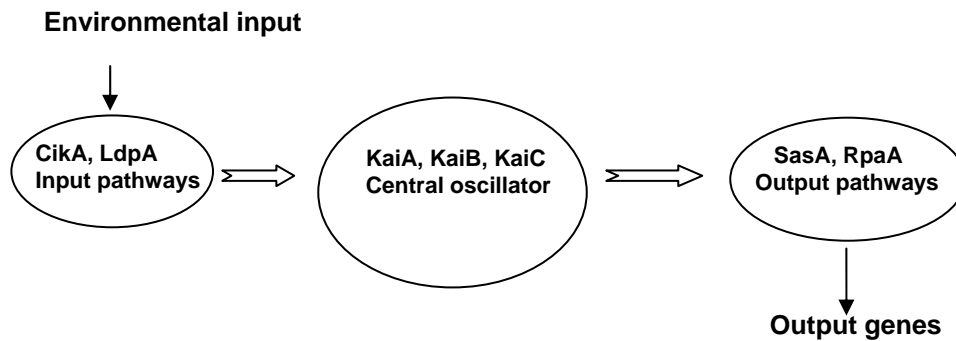 Environmental input
CikA, LdpA
Input pathways
KaiA, KaiB, KaiC
Central oscillator
SasA, RpaA
Output pathways
Output genes